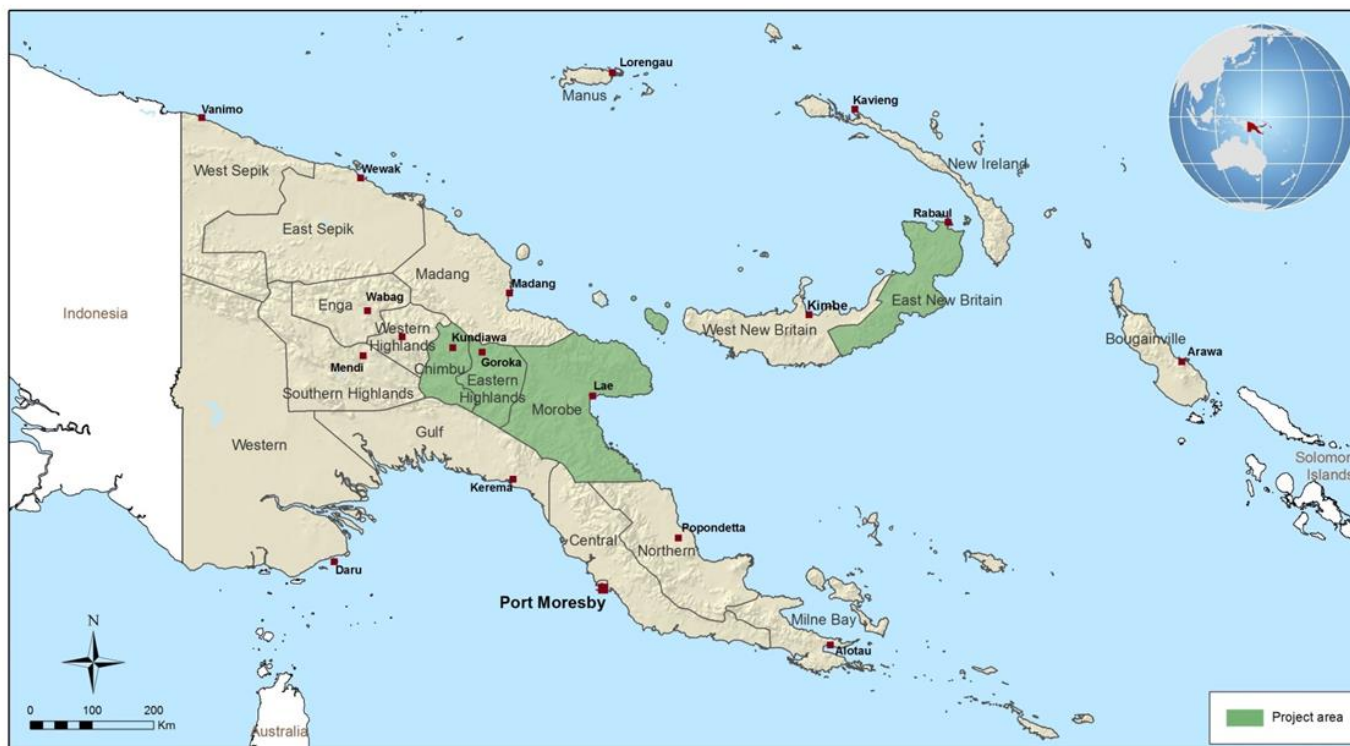 Lorengau
Manus
Vanimo
Kavieng
West Sepik
Wewak
New Ireland
Rabaul
East Sepik
Madang
Madang
Enga
Wabag
East New Britain
Kimbe
Indonesia
West New Britain
Western
Highlands
Kundiawa
Bougainville
Mendi
Chimbu
Goroka
Arawa
Eastern
Highlands
Southern Highlands
Lae
Morobe
Gulf
Western
Solomon
Islands
Kerema
Popondetta
Central
Northern
Daru
Port Moresby
Milne Bay
Alotau
N
0 100 200
Km
Australia
Project area